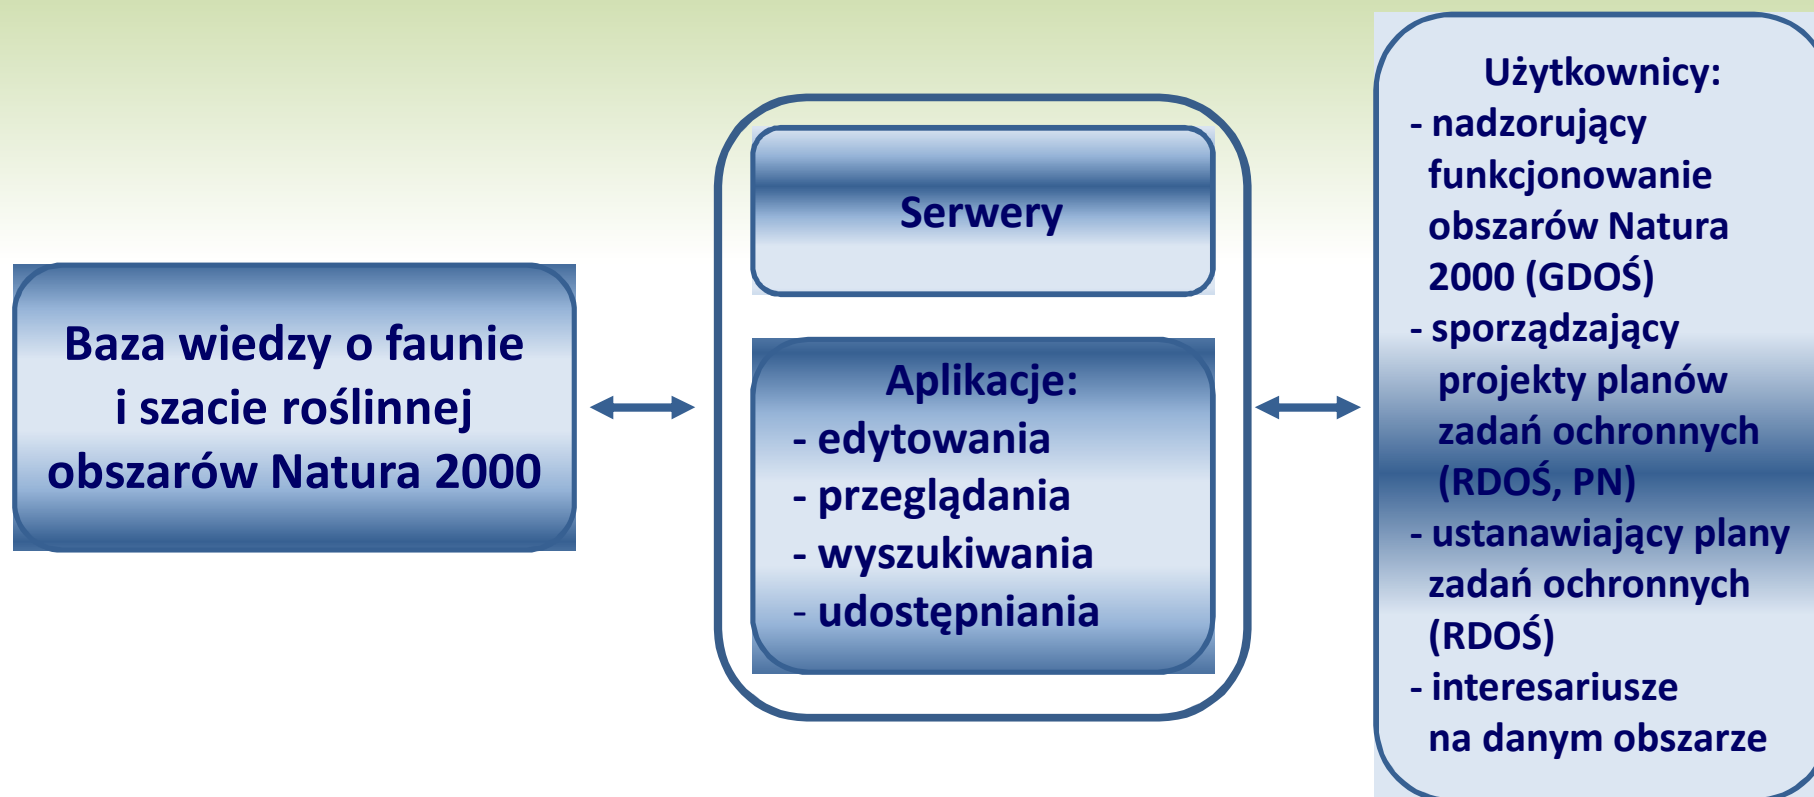 Baza wiedzy o faunie
i szacie roślinnej
obszarów Natura 2000
Serwery
Aplikacje:
- edytowania
- przeglądania
- wyszukiwania
- udostępniania
Użytkownicy:
- nadzorujący
funkcjonowanie
obszarów Natura
2000 (GDOŚ)
- sporządzający
projekty planów
zadań ochronnych
(RDOŚ, PN)
- ustanawiający plany
zadań ochronnych
(RDOŚ)
- interesariusze
na danym obszarze